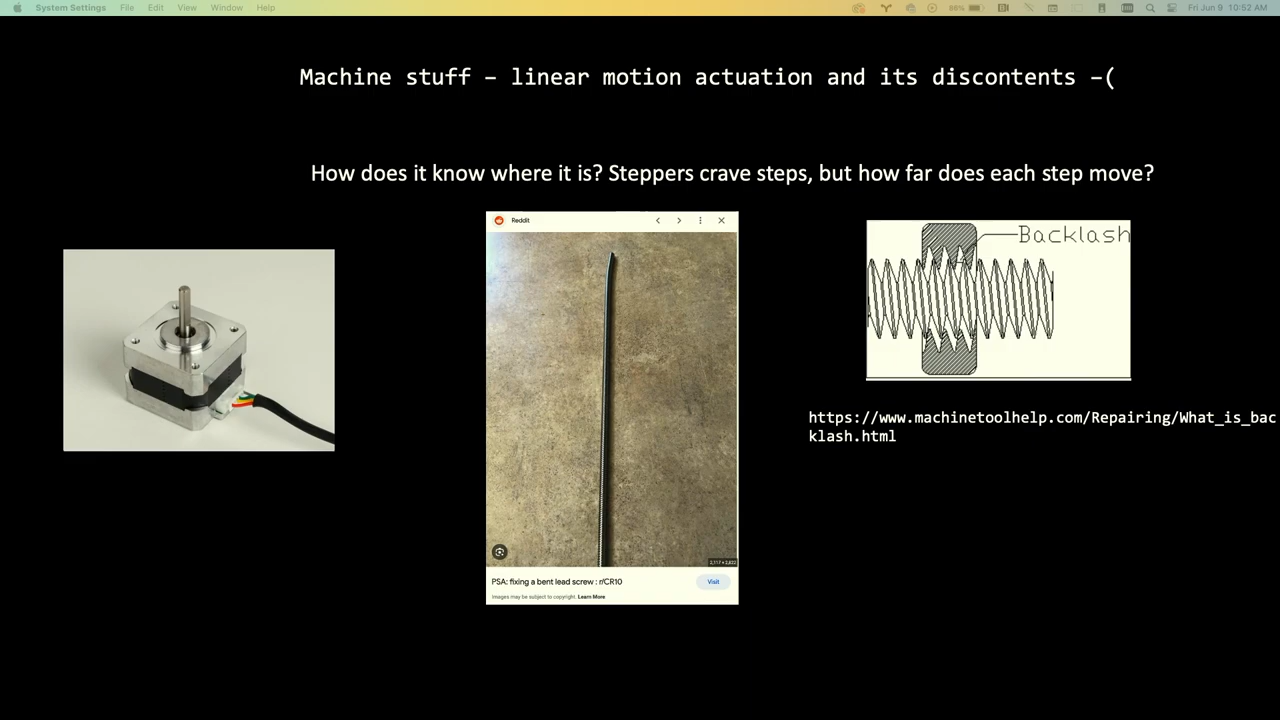 System Settings File Edit View Window Help 86% Fri Jun 9 10:52 AM
Machine stuff – linear motion actuation and its discontents –(
How does it know where it is? Steppers crave steps, but how far does each step move?
Reddit
Backlash
https://www.machinetoolhelp.com/Repairing/What_is_bac
klash.html
PSA: fixing a bent lead screw : r/CR10
Visit
Images may be subject to copyright. Learn More